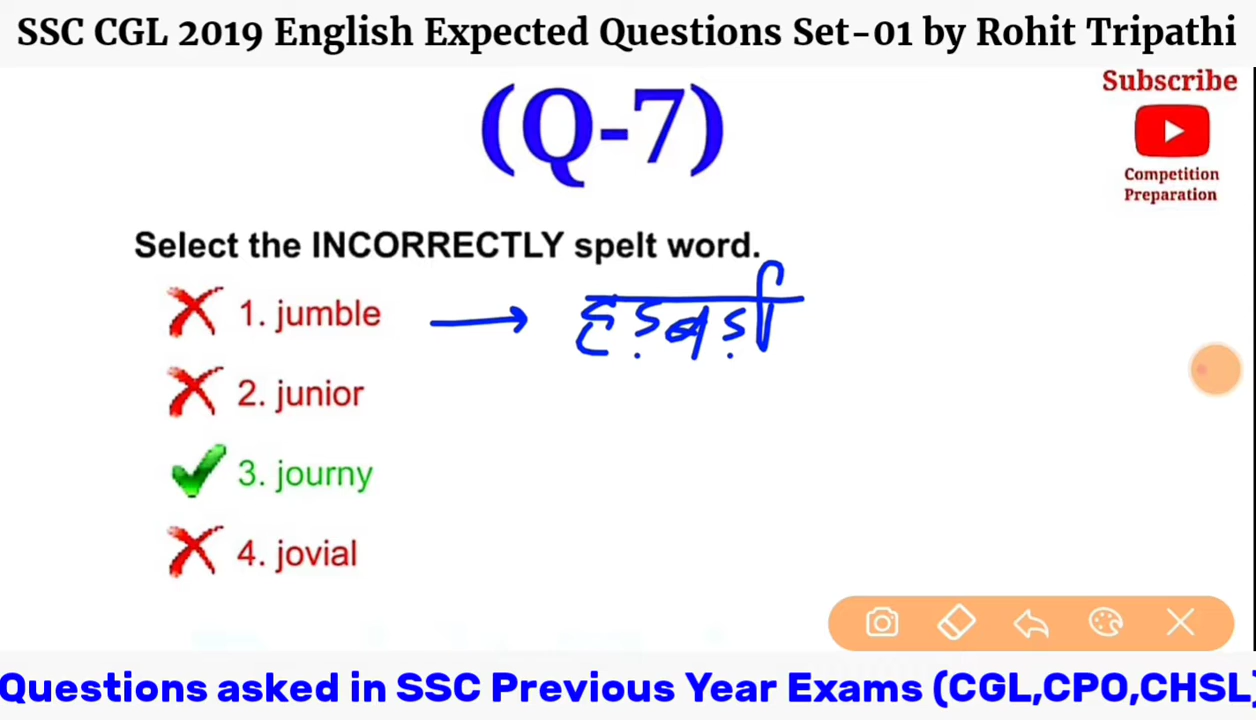 SSC CGL 2019 English Expected Questions Set-01 by Rohit Tripathi
Subscribe
Competition
Preparation
(Q-7)
Select the INCORRECTLY spelt word.
1. jumble → हड़बड़ी
2. junior
3. journy
4. jovial
Questions asked in SSC Previous Year Exams (CGL,CPO,CHSL)